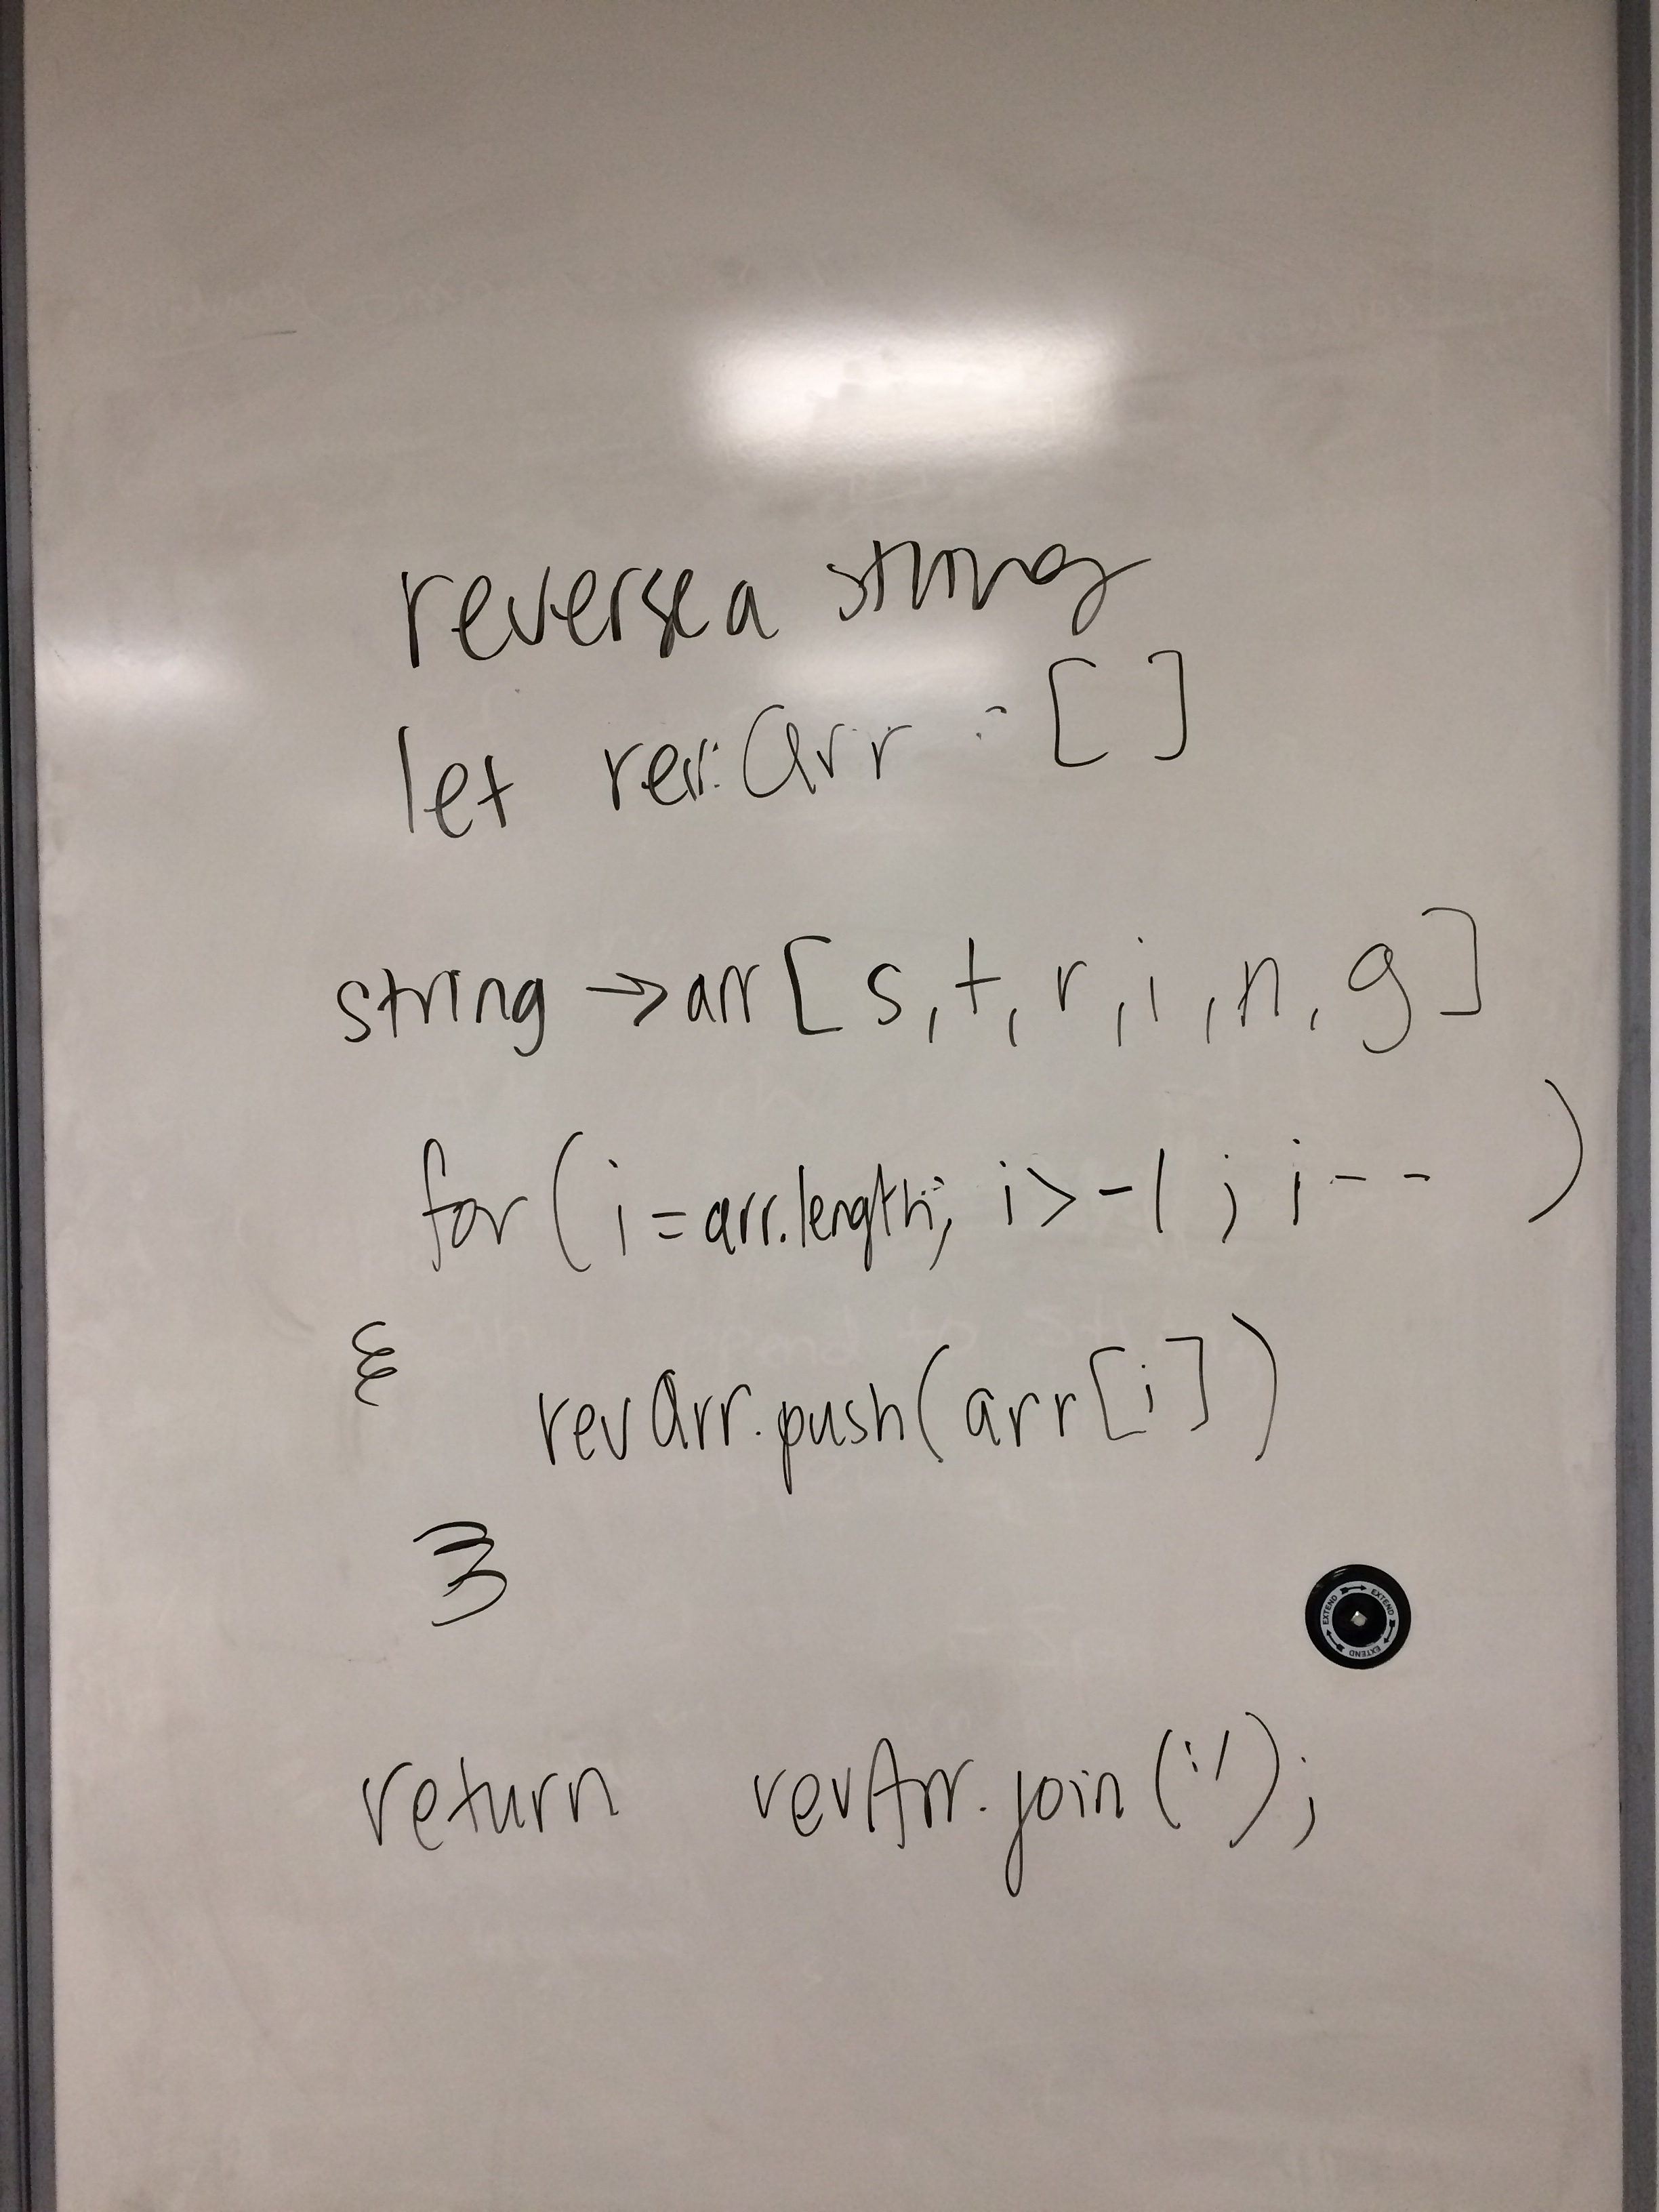 reverse a string
let revArr = []
string → arr[s,t,r,i,n,g]
for(i=arr.length; i>-1; i--)
{ revArr.push(arr[i])
}
EXTEND EXTEND EXTEND EXTEND
return revArr.join('');